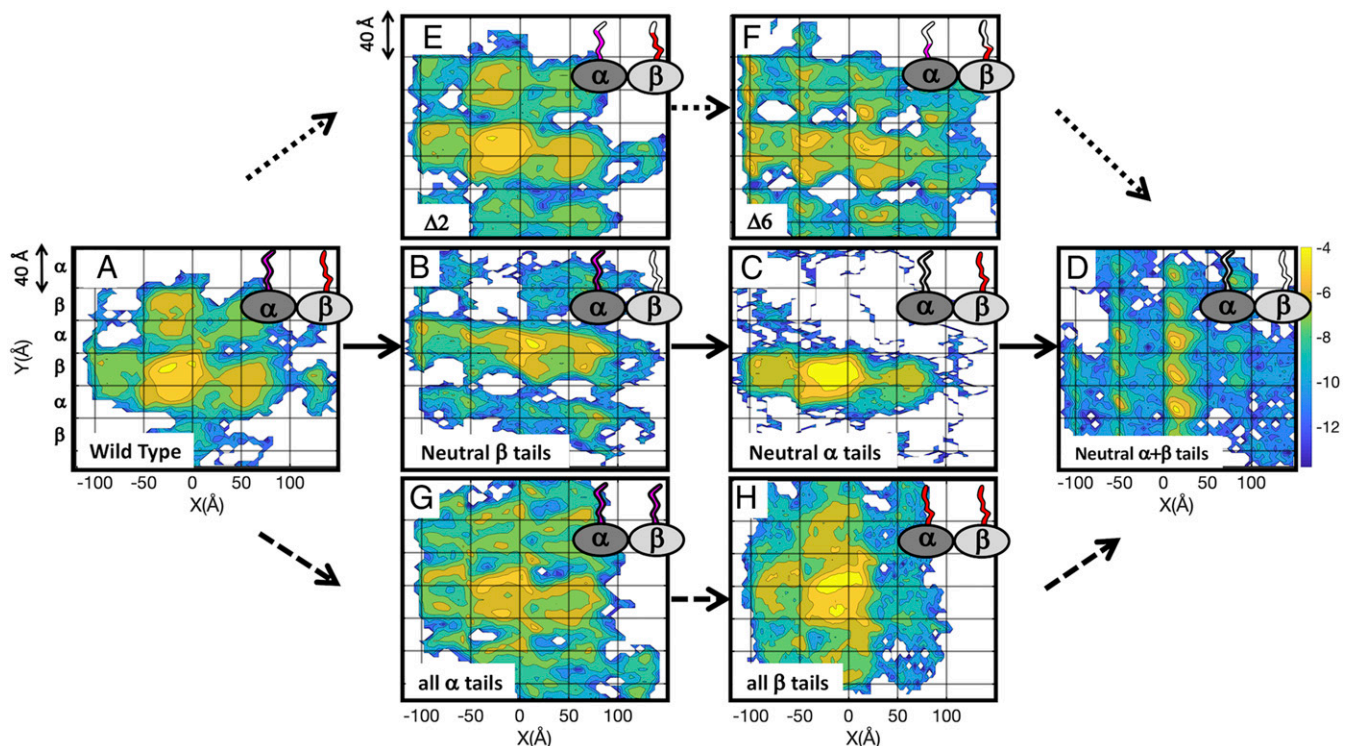 40 Å
E
α
β
Δ2
F
α
β
Δ6
40 Å
Y(Å)
α
β
α
β
α
β
A
α
β
Wild Type
-100
-50
0
50
100
X(Å)
B
α
β
Neutral β tails
C
α
β
Neutral α tails
D
α
β
Neutral α+β tails
-100
-50
0
50
100
X(Å)
-4
-6
-8
-10
-12
G
α
β
all α tails
-100
-50
0
50
100
X(Å)
H
α
β
all β tails
-100
-50
0
50
100
X(Å)